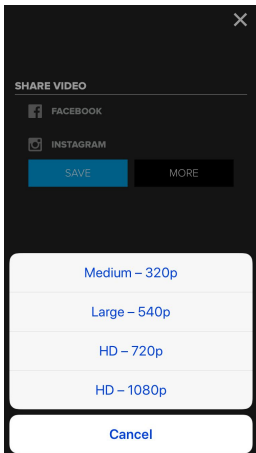 SHARE VIDEO
FACEBOOK
INSTAGRAM
SAVE MORE
Medium – 320p
Large – 540p
HD – 720p
HD – 1080p
Cancel